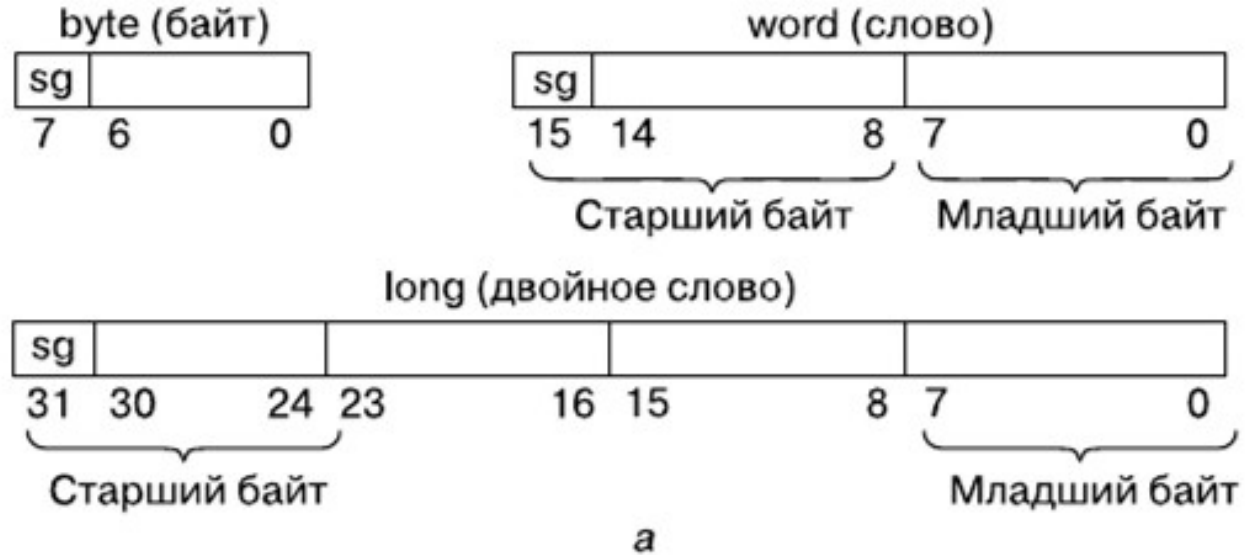 byte (байт)
word (слово)
sg
sg
7 6 0
15 14 8 7 0
Старший байт Младший байт
long (двойное слово)
sg
31 30 24 23 16 15 8 7 0
Старший байт Младший байт
а